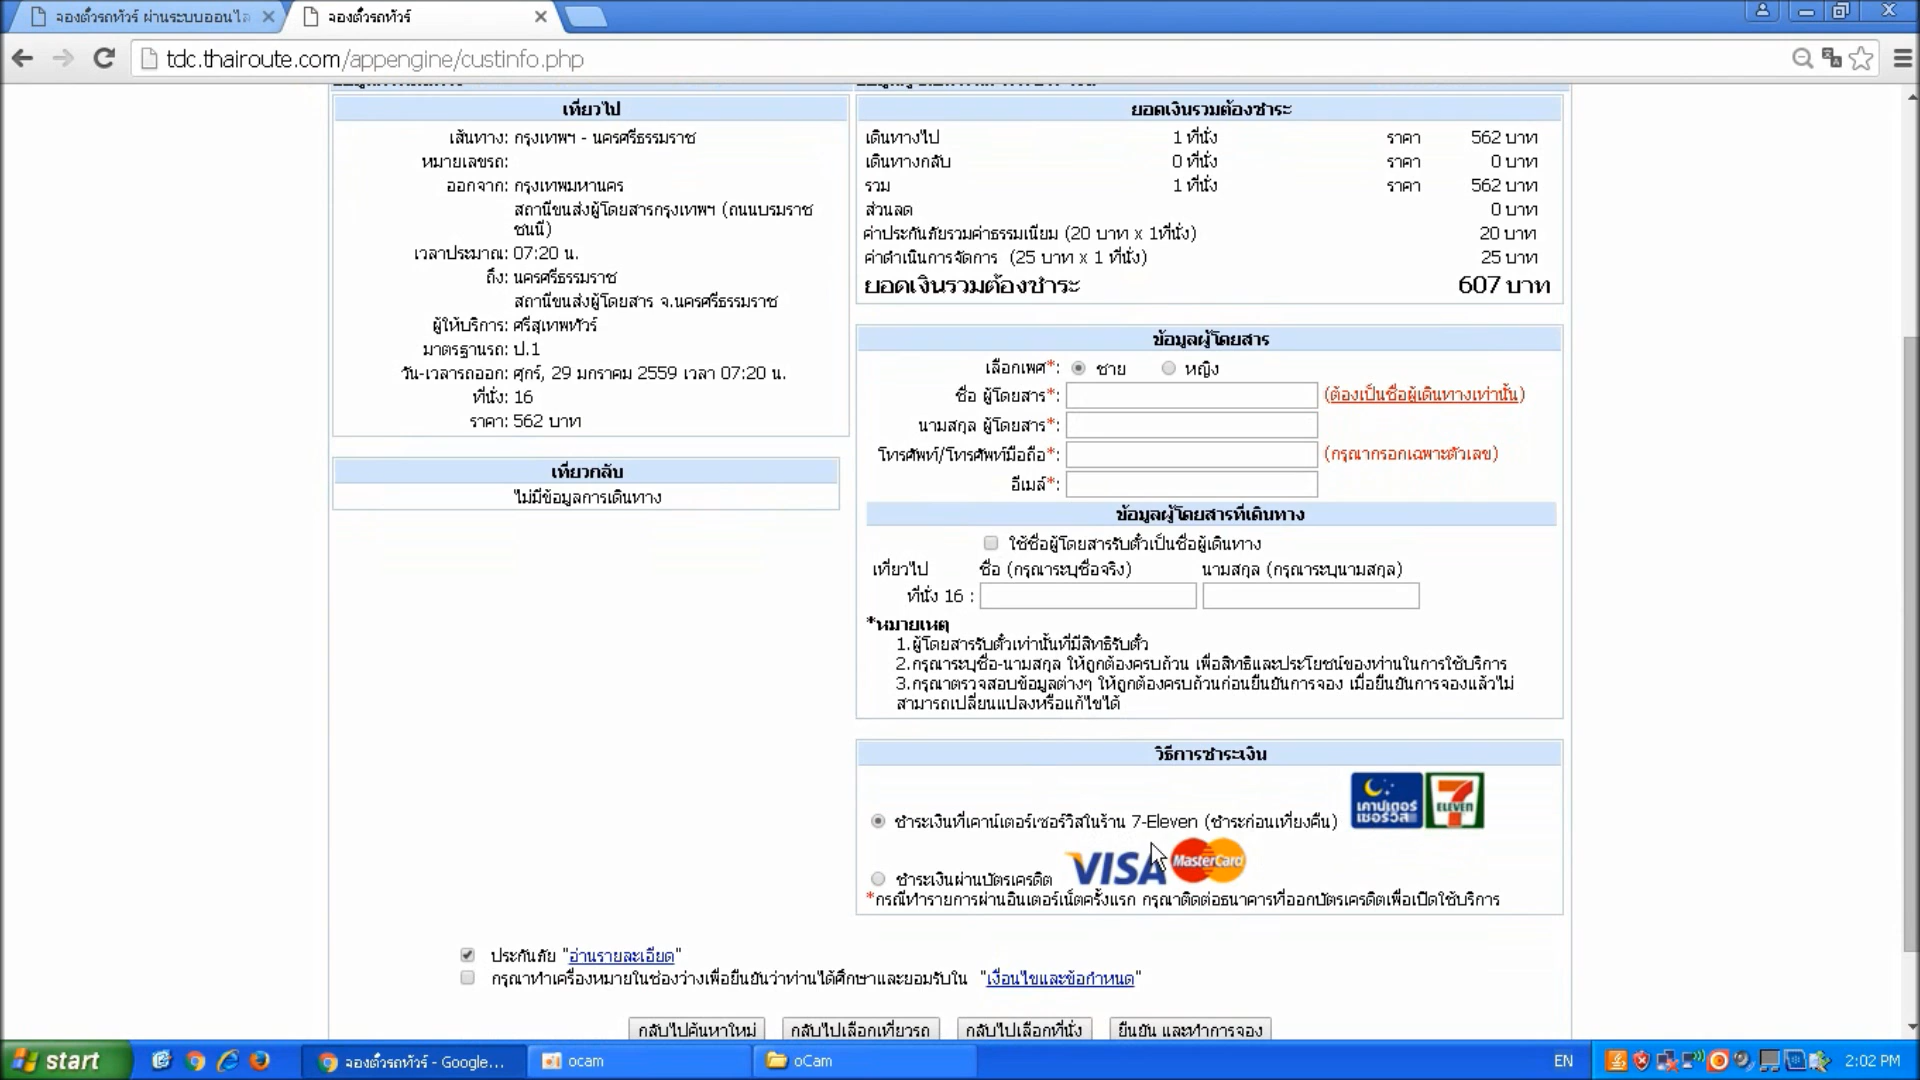 จองตั๋วรถทัวร์ ผ่านระบบออนไล
จองตั๋วรถทัวร์
tdc.thairoute.com/appengine/custinfo.php
เที่ยวไป
เส้นทาง: กรุงเทพฯ - นครศรีธรรมราช
หมายเลขรถ:
ออกจาก: กรุงเทพมหานคร
สถานีขนส่งผู้โดยสารกรุงเทพฯ (ถนนบรมราช
ชนนี)
เวลาประมาณ: 07:20 น.
ถึง: นครศรีธรรมราช
สถานีขนส่งผู้โดยสาร จ.นครศรีธรรมราช
ผู้ให้บริการ: ศรีสุเทพทัวร์
มาตรฐานรถ: ป.1
วัน-เวลารถออก: ศุกร์, 29 มกราคม 2559 เวลา 07:20 น.
ที่นั่ง: 16
ราคา: 562 บาท
เที่ยวกลับ
ไม่มีข้อมูลการเดินทาง
ยอดเงินรวมต้องชำระ
เดินทางไป 1 ที่นั่ง ราคา 562 บาท
เดินทางกลับ 0 ที่นั่ง ราคา 0 บาท
รวม 1 ที่นั่ง ราคา 562 บาท
ส่วนลด 0 บาท
ค่าประกันภัยรวมค่าธรรมเนียม (20 บาท x 1ที่นั่ง) 20 บาท
ค่าดำเนินการจัดการ (25 บาท x 1 ที่นั่ง) 25 บาท
ยอดเงินรวมต้องชำระ 607 บาท
ข้อมูลผู้โดยสาร
เลือกเพศ*: ชาย หญิง
ชื่อ ผู้โดยสาร*: (ต้องเป็นชื่อผู้เดินทางเท่านั้น)
นามสกุล ผู้โดยสาร*:
โทรศัพท์/โทรศัพท์มือถือ*: (กรุณากรอกเฉพาะตัวเลข)
อีเมล์*:
ข้อมูลผู้โดยสารที่เดินทาง
ใช้ชื่อผู้โดยสารรับตั๋วเป็นชื่อผู้เดินทาง
เที่ยวไป ชื่อ (กรุณาระบุชื่อจริง) นามสกุล (กรุณาระบุนามสกุล)
ที่นั่ง 16 :
*หมายเหตุ
1.ผู้โดยสารรับตั๋วเท่านั้นที่มีสิทธิรับตั๋ว
2.กรุณาระบุชื่อ-นามสกุล ให้ถูกต้องครบถ้วน เพื่อสิทธิและประโยชน์ของท่านในการใช้บริการ
3.กรุณาตรวจสอบข้อมูลต่างๆ ให้ถูกต้องครบถ้วนก่อนยืนยันการจอง เมื่อยืนยันการจองแล้วไม่
สามารถเปลี่ยนแปลงหรือแก้ไขได้
วิธีการชำระเงิน
ชำระเงินที่เคาน์เตอร์เซอร์วิสในร้าน 7-Eleven (ชำระก่อนเที่ยงคืน) เคาน์เตอร์ เซอร์วิส 7 ELEVEN
ชำระเงินผ่านบัตรเครดิต VISA MasterCard
*กรณีทำรายการผ่านอินเตอร์เน็ตครั้งแรก กรุณาติดต่อธนาคารที่ออกบัตรเครดิตเพื่อเปิดใช้บริการ
ประกันภัย "อ่านรายละเอียด"
กรุณาทำเครื่องหมายในช่องว่างเพื่อยืนยันว่าท่านได้ศึกษาและยอมรับใน "เงื่อนไขและข้อกำหนด"
กลับไปค้นหาใหม่ กลับไปเลือกเที่ยวรถ กลับไปเลือกที่นั่ง ยืนยัน และทำการจอง
start จองตั๋วรถทัวร์ - Google... ocam oCam EN 2:02 PM